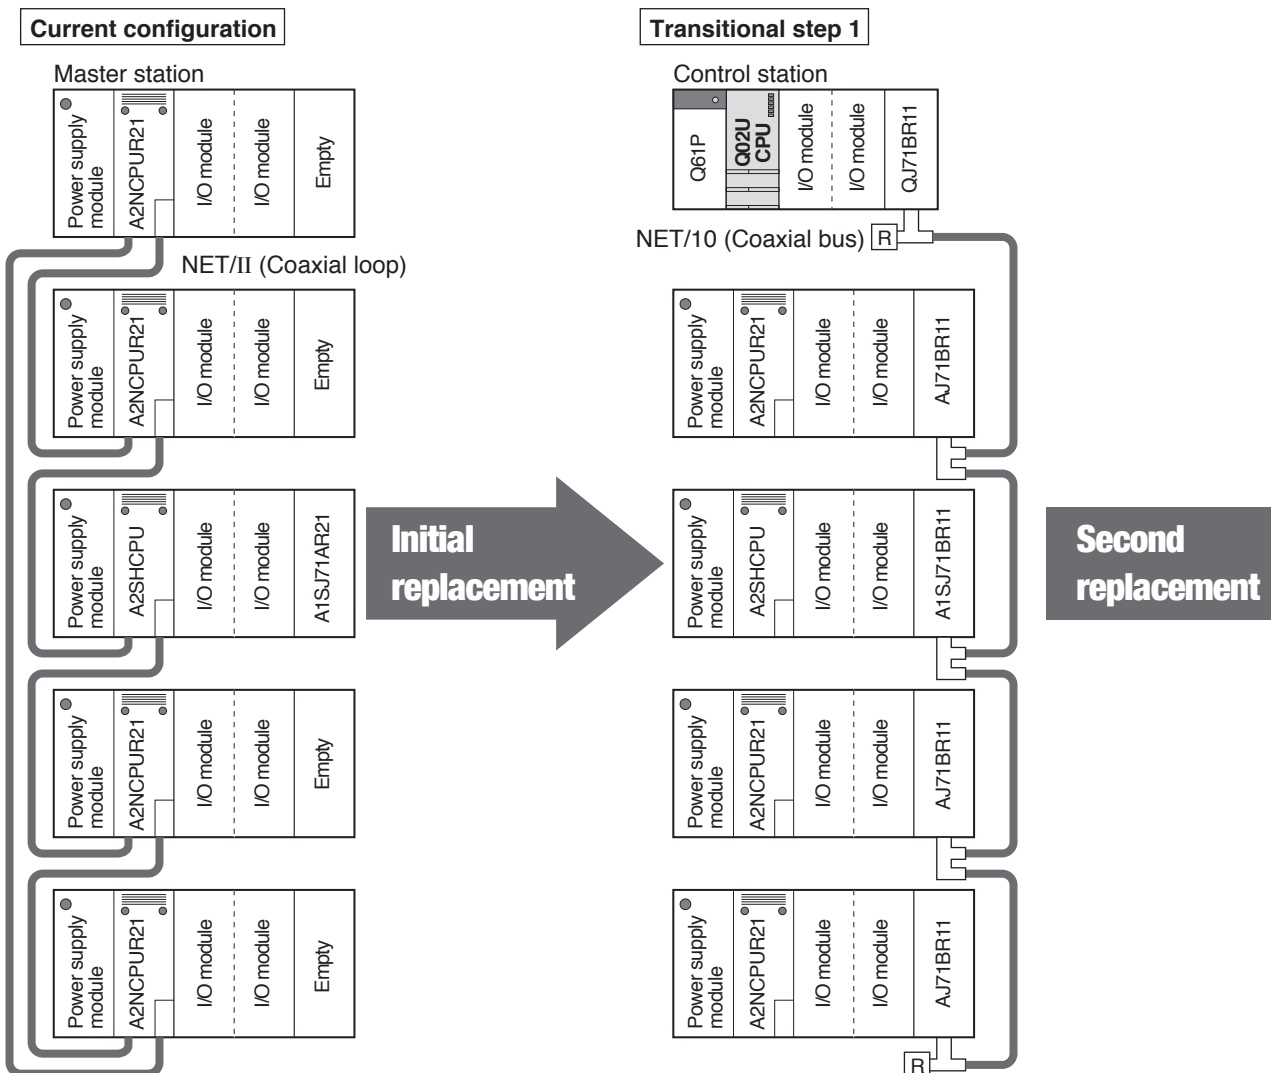 Current configuration
Master station
Power supply
module
A2NCPUR21
I/O module
I/O module
Empty
NET/II (Coaxial loop)
Power supply
module
A2NCPUR21
I/O module
I/O module
Empty
Power supply
module
A2SHCPU
I/O module
I/O module
A1SJ71AR21
Power supply
module
A2NCPUR21
I/O module
I/O module
Empty
Power supply
module
A2NCPUR21
I/O module
I/O module
Empty
Initial
replacement
Transitional step 1
Control station
Q61P
Q02U
CPU
I/O module
I/O module
QJ71BR11
NET/10 (Coaxial bus) R
Power supply
module
A2NCPUR21
I/O module
I/O module
AJ71BR11
Power supply
module
A2SHCPU
I/O module
I/O module
A1SJ71BR11
Power supply
module
A2NCPUR21
I/O module
I/O module
AJ71BR11
Power supply
module
A2NCPUR21
I/O module
I/O module
AJ71BR11
R
Second
replacement